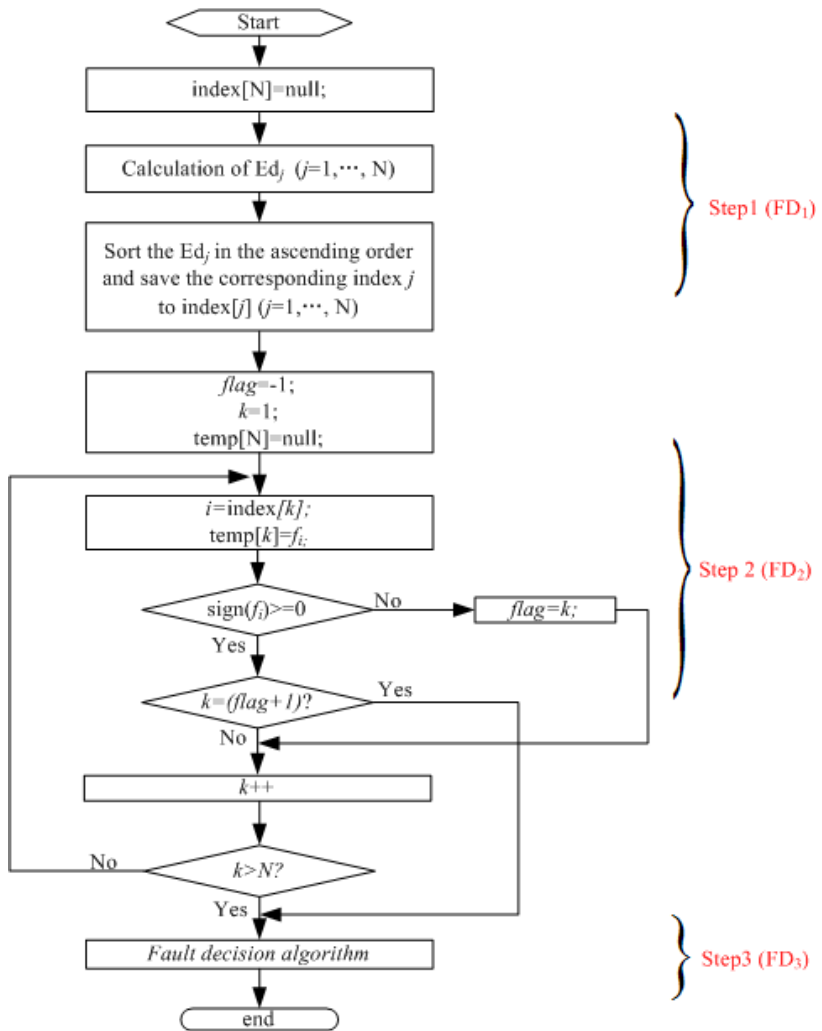 Start
index[N]=null;
Calculation of Edj (j=1,⋯, N)
Step1 (FD1)
Sort the Edj in the ascending order
and save the corresponding index j
to index[j] (j=1,⋯, N)
flag=-1;
k=1;
temp[N]=null;
i=index[k];
temp[k]=fi;
Step 2 (FD2)
sign(fi)>=0
No
flag=k;
Yes
k=(flag+1)?
Yes
No
k++
No
k>N?
Yes
Fault decision algorithm
Step3 (FD3)
end